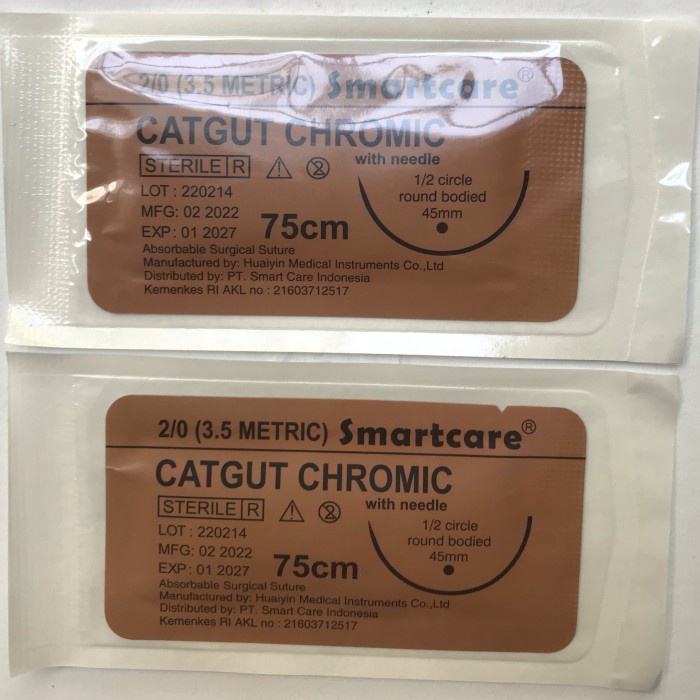 2/0 (3.5 METRIC) Smartcare®
CATGUT CHROMIC
with needle
STERILE R
1/2 circle
round bodied
45mm
LOT : 220214
MFG: 02 2022
EXP : 01 2027
75cm
Absorbable Surgical Suture
Manufactured by: Huaiyin Medical Instruments Co.,Ltd
Distributed by: PT. Smart Care Indonesia
Kemenkes RI AKL no : 21603712517
2/0 (3.5 METRIC) Smartcare®
CATGUT CHROMIC
with needle
STERILE R
1/2 circle
round bodied
45mm
LOT : 220214
MFG: 02 2022
EXP : 01 2027
75cm
Absorbable Surgical Suture
Manufactured by: Huaiyin Medical Instruments Co.,Ltd
Distributed by: PT. Smart Care Indonesia
Kemenkes RI AKL no : 21603712517